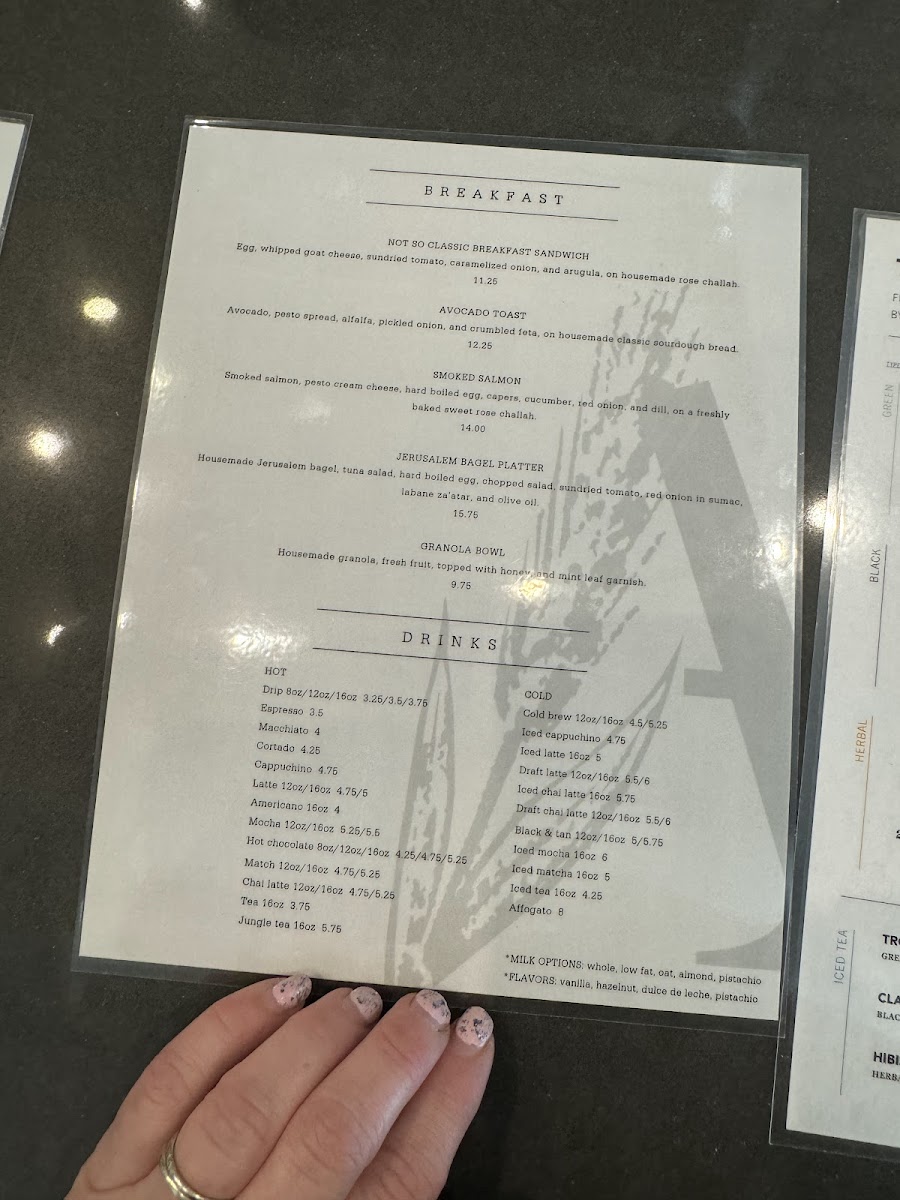 BREAKFAST
NOT SO CLASSIC BREAKFAST SANDWICH
Egg, whipped goat cheese, sundried tomato, caramelized onion, and arugula, on housemade rose challah.
11.25
AVOCADO TOAST
Avocado, pesto spread, alfalfa, pickled onion, and crumbled feta, on housemade classic sourdough bread.
12.25
SMOKED SALMON
Smoked salmon, pesto cream cheese, hard boiled egg, capers, cucumber, red onion, and dill, on a freshly
baked sweet rose challah.
14.00
JERUSALEM BAGEL PLATTER
Housemade Jerusalem bagel, tuna salad, hard boiled egg, chopped salad, sundried tomato, red onion in sumac,
labane za'atar, and olive oil.
15.75
GRANOLA BOWL
Housemade granola, fresh fruit, topped with honey, and mint leaf garnish.
9.75
DRINKS
HOT
Drip 8oz/12oz/16oz 3.25/3.5/3.75
Espresso 3.5
Macchiato 4
Cortado 4.25
Cappuchino 4.75
Latte 12oz/16oz 4.75/5
Americano 16oz 4
Mocha 12oz/16oz 5.25/5.5
Hot chocolate 8oz/12oz/16oz 4.25/4.75/5.25
Match 12oz/16oz 4.75/5.25
Chai latte 12oz/16oz 4.75/5.25
Tea 16oz 3.75
Jungle tea 16oz 5.75
COLD
Cold brew 12oz/16oz 4.5/5.25
Iced cappuchino 4.75
Iced latte 16oz 5
Draft latte 12oz/16oz 5.5/6
Iced chai latte 16oz 5.75
Draft chai latte 12oz/16oz 5.5/6
Black & tan 12oz/16oz 5/5.75
Iced mocha 16oz 6
Iced matcha 16oz 5
Iced tea 16oz 4.25
Affogato 8
*MILK OPTIONS: whole, low fat, oat, almond, pistachio
*FLAVORS: vanilla, hazelnut, dulce de leche, pistachio
GREEN
BLACK
HERBAL
ICED TEA
TRO
GRE
CLA
BLAC
HIBI
HERBA